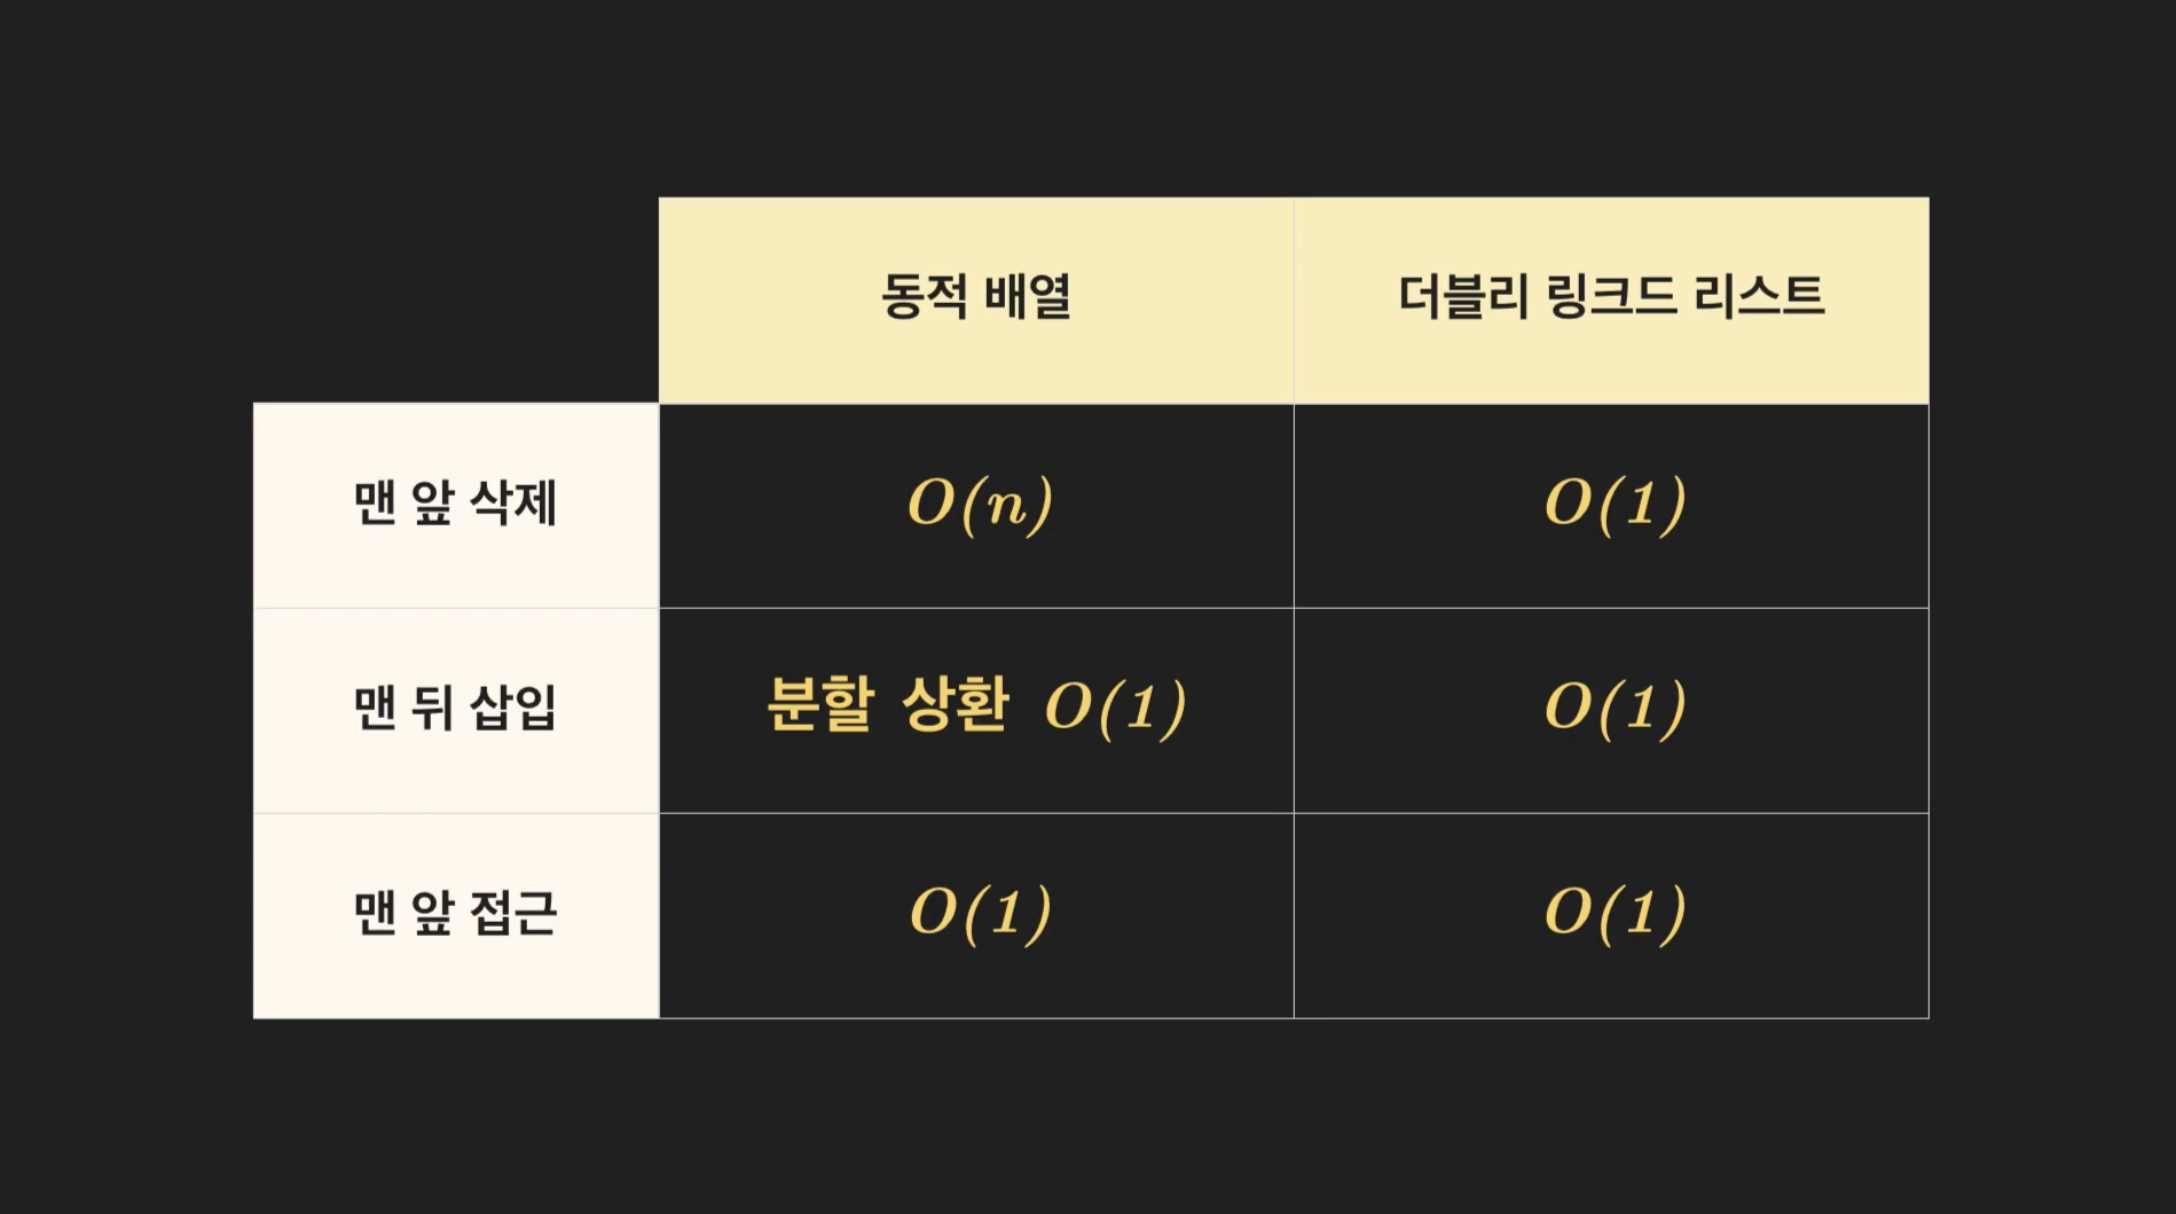 동적 배열 더블리 링크드 리스트
맨 앞 삭제 O(n) O(1)
맨 뒤 삽입 분할 상환 O(1) O(1)
맨 앞 접근 O(1) O(1)